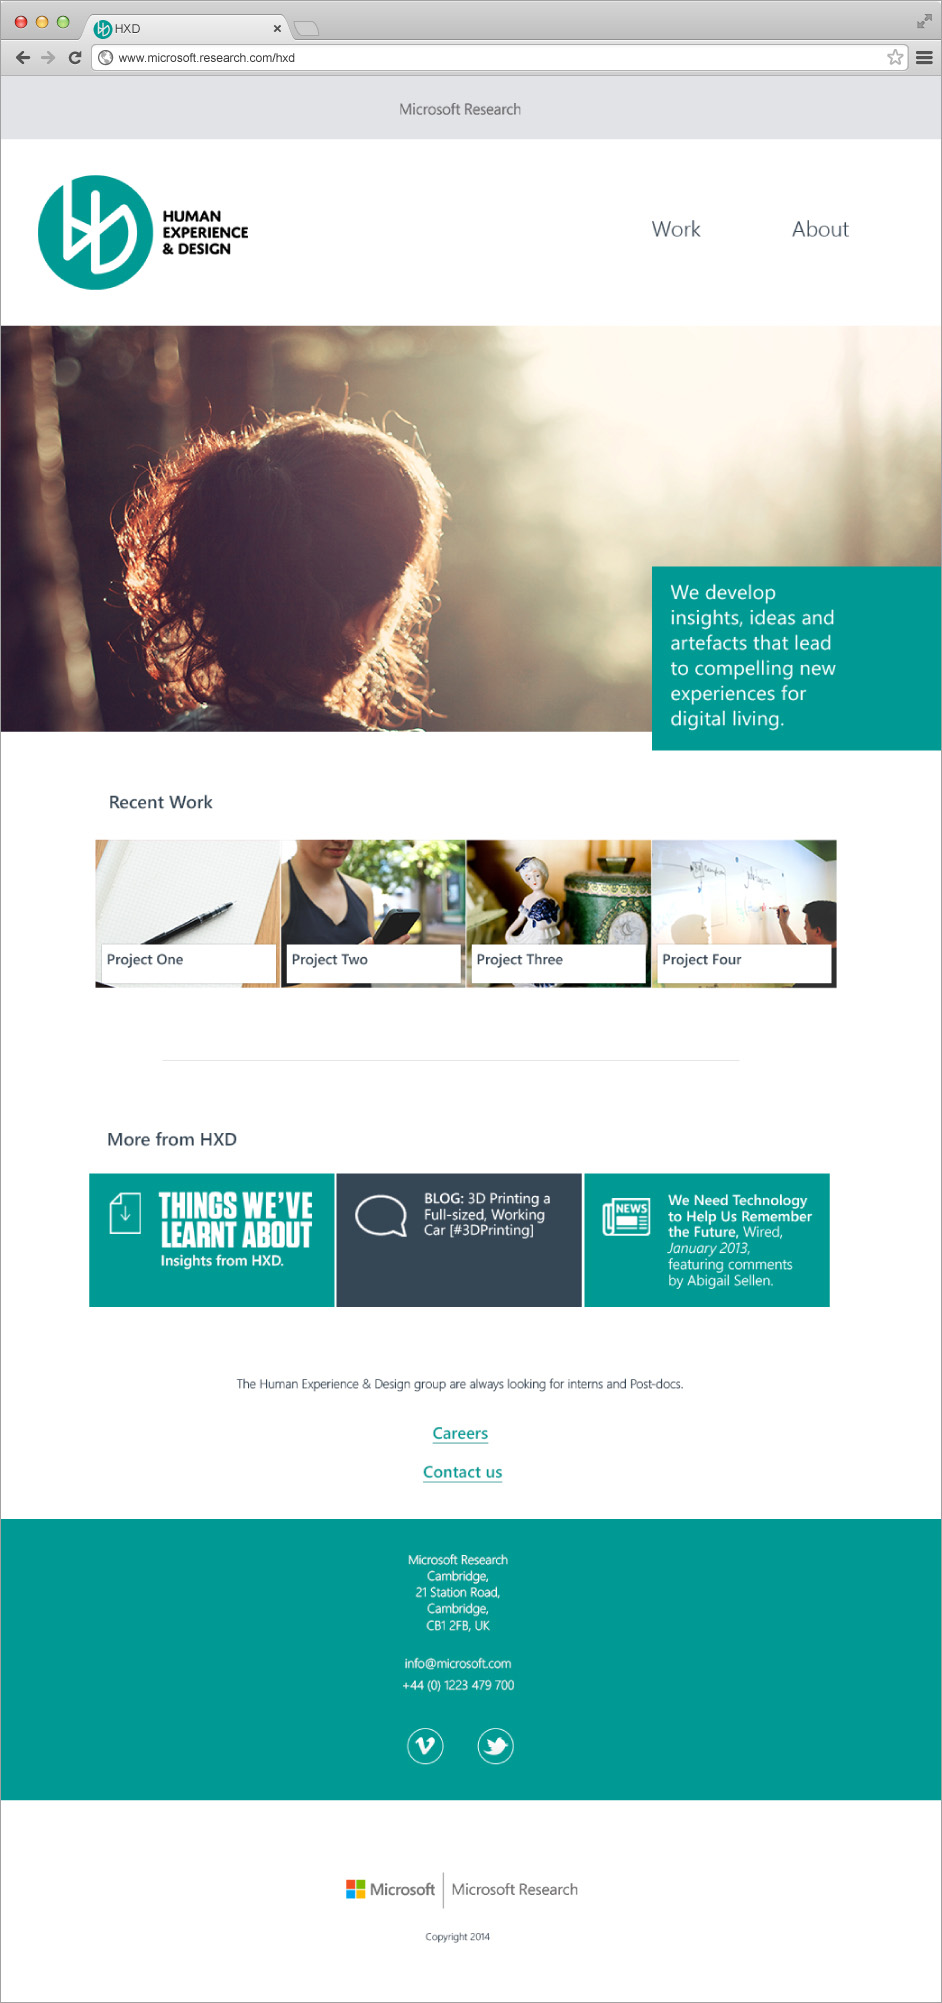 HXD
www.microsoft.research.com/hxd
Microsoft Research
HUMAN
EXPERIENCE
& DESIGN
Work
About
We develop
insights, ideas and
artefacts that lead
to compelling new
experiences for
digital living.
Recent Work
Project One
Project Two
Project Three
Project Four
More from HXD
THINGS WE'VE
LEARNT ABOUT
Insights from HXD.
BLOG: 3D Printing a
Full-sized, Working
Car [#3DPrinting]
NEWS
We Need Technology
to Help Us Remember
the Future, Wired,
January 2013,
featuring comments
by Abigail Sellen.
The Human Experience & Design group are always looking for interns and Post-docs.
Careers
Contact us
Microsoft Research
Cambridge,
21 Station Road,
Cambridge,
CB1 2FB, UK
info@microsoft.com
+44 (0) 1223 479 700
Microsoft
Microsoft Research
Copyright 2014